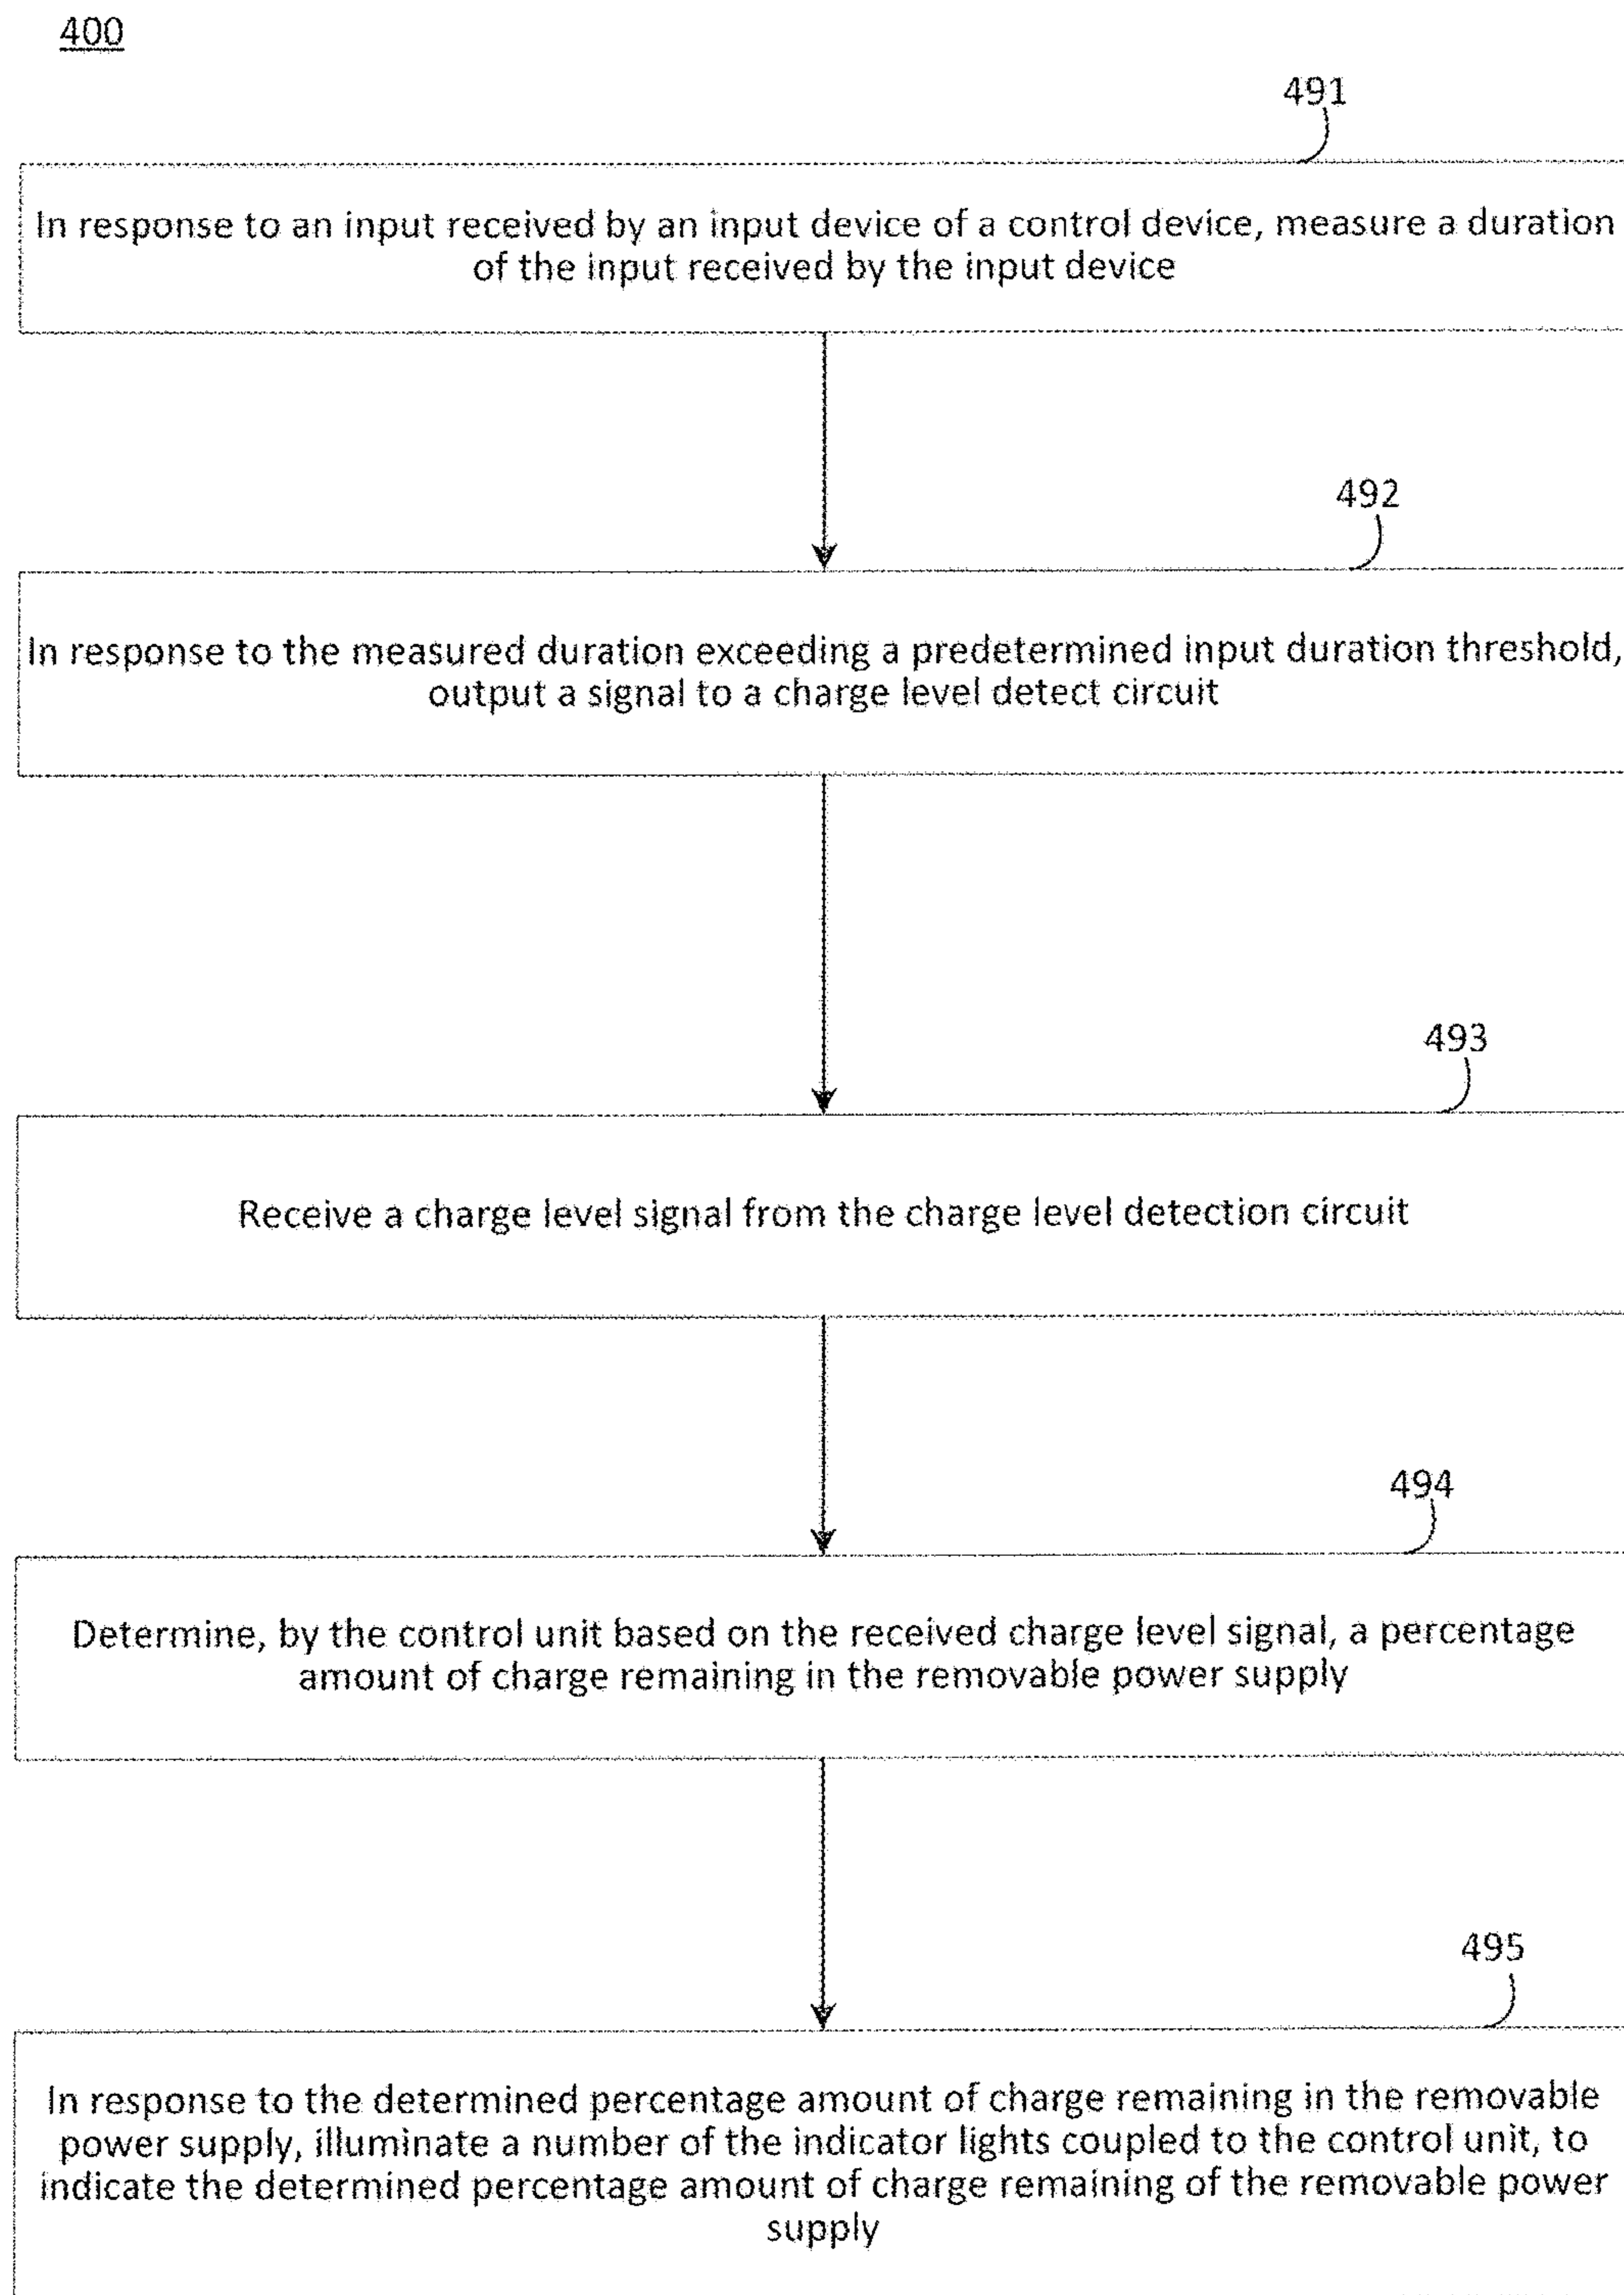 400
491
In response to an input received by an input device of a control device, measure a duration
of the input received by the input device
492
In response to the measured duration exceeding a predetermined input duration threshold,
output a signal to a charge level detect circuit
493
Receive a charge level signal from the charge level detection circuit
494
Determine, by the control unit based on the received charge level signal, a percentage
amount of charge remaining in the removable power supply
495
In response to the determined percentage amount of charge remaining in the removable
power supply, illuminate a number of the indicator lights coupled to the control unit, to
indicate the determined percentage amount of charge remaining of the removable power
supply